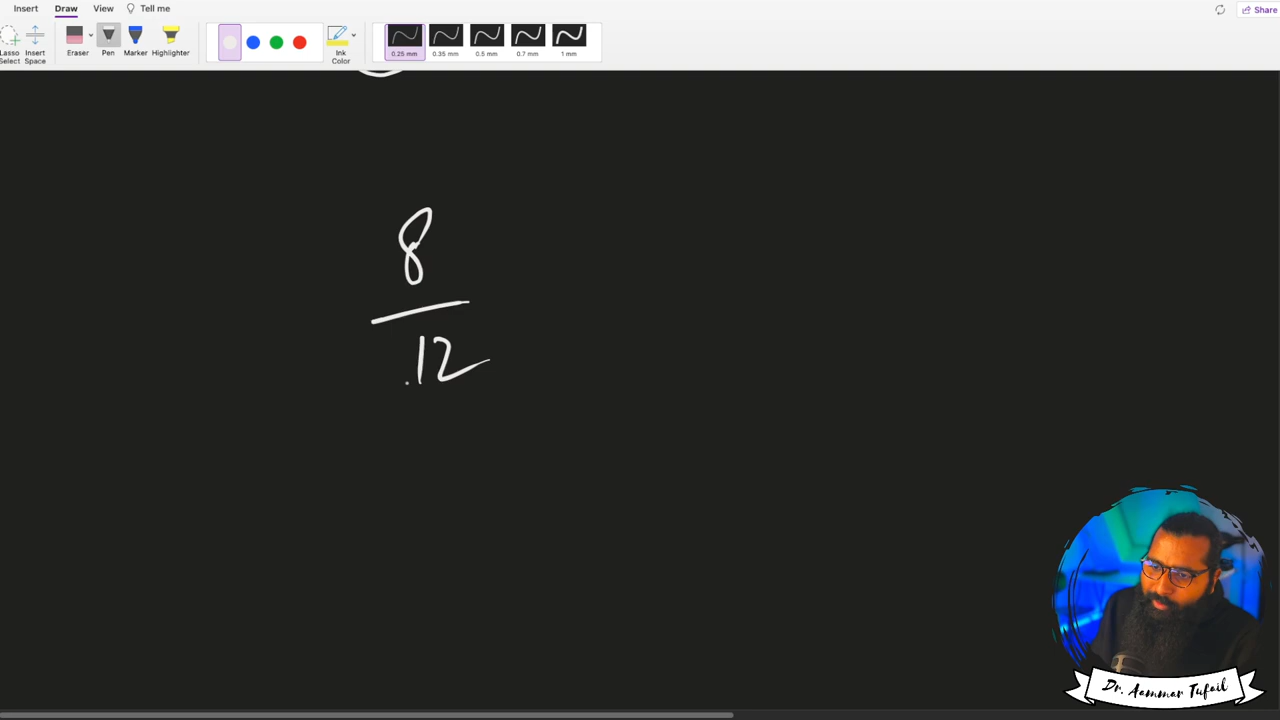 Insert Draw View Tell me Share
Lasso Select Insert Space Eraser Pen Marker Highlighter Ink Color 0.25 mm 0.35 mm 0.5 mm 0.7 mm 1 mm
8
.12
Dr. Aammar Tufail